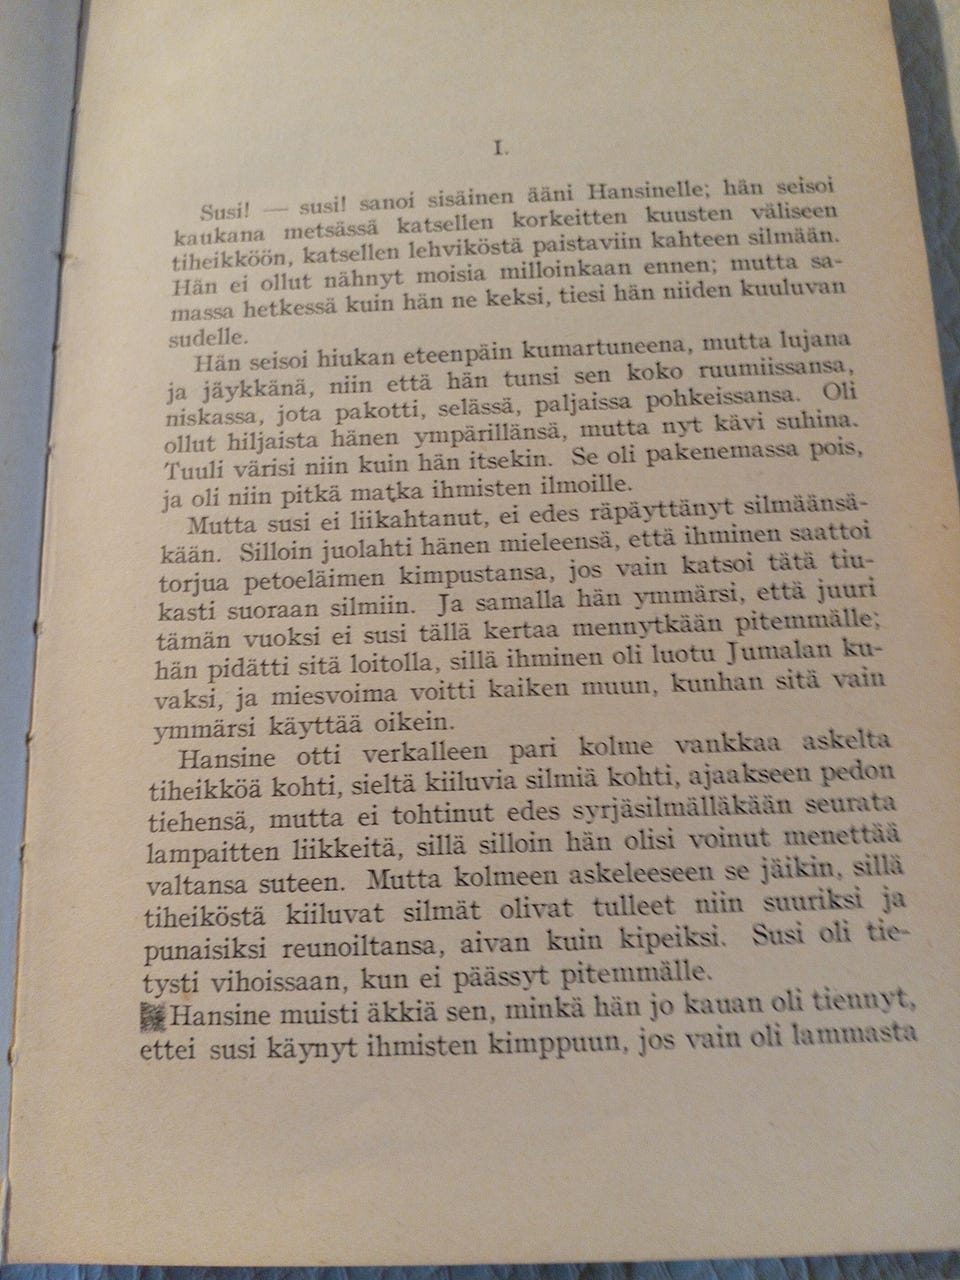 I.
Susi! — susi! sanoi sisäinen ääni Hansinelle; hän seisoi
kaukana metsässä katsellen korkeitten kuusten väliseen
tiheikköön, katsellen lehviköstä paistaviin kahteen silmään.
Hän ei ollut nähnyt moisia milloinkaan ennen; mutta sa-
massa hetkessä kuin hän ne keksi, tiesi hän niiden kuuluvan
sudelle.
Hän seisoi hiukan eteenpäin kumartuneena, mutta lujana
ja jäykkänä, niin että hän tunsi sen koko ruumiissansa,
niskassa, jota pakotti, selässä, paljaissa pohkeissansa. Oli
ollut hiljaista hänen ympärillänsä, mutta nyt kävi suhina.
Tuuli värisi niin kuin hän itsekin. Se oli pakenemassa pois,
ja oli niin pitkä matka ihmisten ilmoille.
Mutta susi ei liikahtanut, ei edes räpäyttänyt silmäänsä-
kään. Silloin juolahti hänen mieleensä, että ihminen saattoi
torjua petoeläimen kimpustansa, jos vain katsoi tätä tiu-
kasti suoraan silmiin. Ja samalla hän ymmärsi, että juuri
tämän vuoksi ei susi tällä kertaa mennytkään pitemmälle;
hän pidätti sitä loitolla, sillä ihminen oli luotu Jumalan ku-
vaksi, ja miesvoima voitti kaiken muun, kunhan sitä vain
ymmärsi käyttää oikein.
Hansine otti verkalleen pari kolme vankkaa askelta
tiheikköä kohti, sieltä kiiluvia silmiä kohti, ajaakseen pedon
tiehensä, mutta ei tohtinut edes syrjäsilmälläkään seurata
lampaitten liikkeitä, sillä silloin hän olisi voinut menettää
valtansa suteen. Mutta kolmeen askeleeseen se jäikin, sillä
tiheiköstä kiiluvat silmät olivat tulleet niin suuriksi ja
punaisiksi reunoiltansa, aivan kuin kipeiksi. Susi oli tie-
tysti vihoissaan, kun ei päässyt pitemmälle.
Hansine muisti äkkiä sen, minkä hän jo kauan oli tiennyt,
ettei susi käynyt ihmisten kimppuun, jos vain oli lammasta